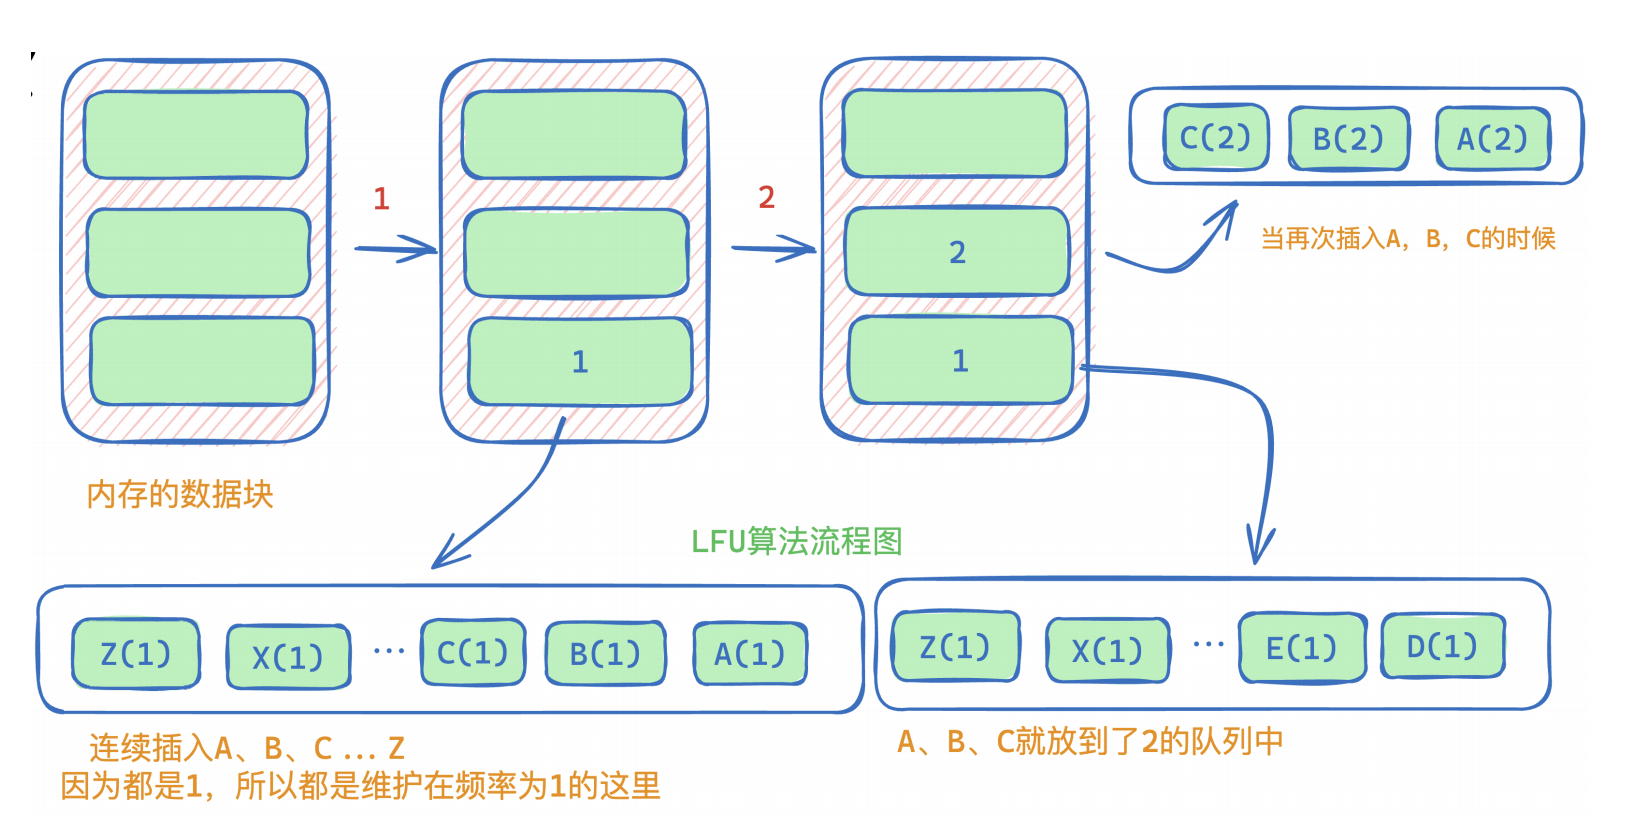 1
2
C(2) B(2) A(2)
当再次插入A，B，C的时候
2
1
1
内存的数据块
LFU算法流程图
Z(1) X(1) ... C(1) B(1) A(1)
Z(1) X(1) ... E(1) D(1)
连续插入A、B、C ... Z
因为都是1，所以都是维护在频率为1的这里
A、B、C就放到了2的队列中